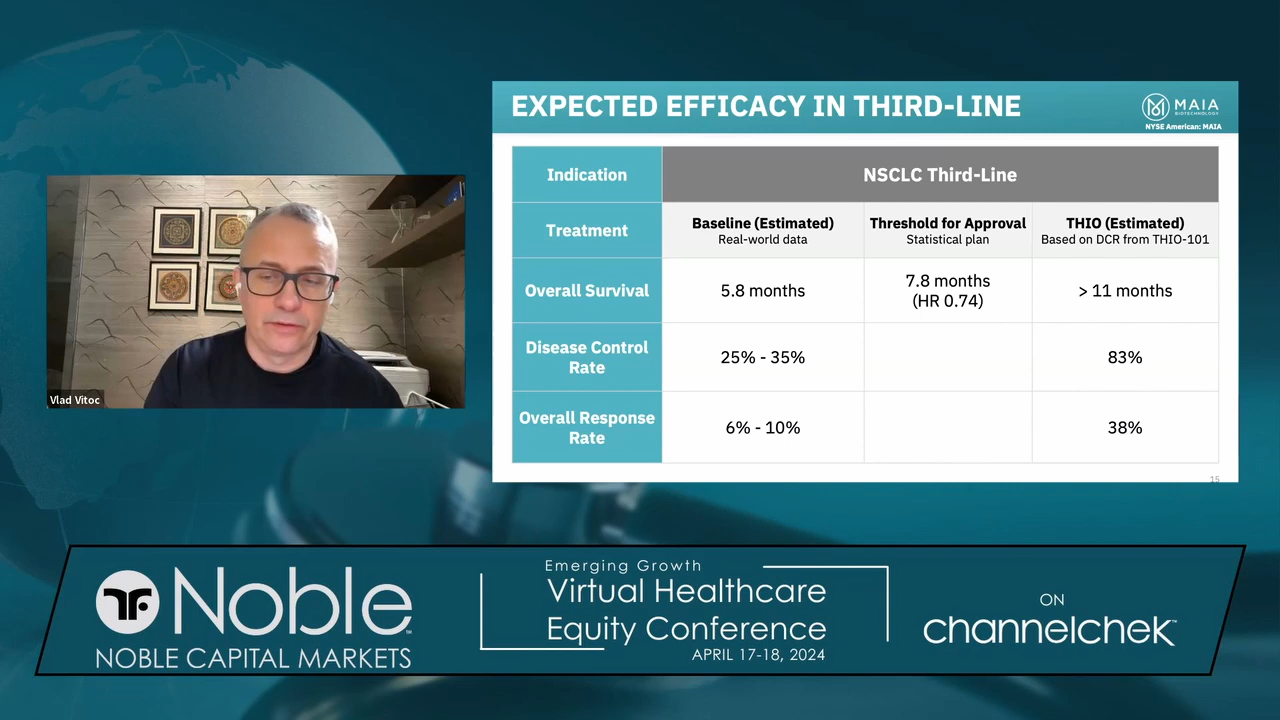 EXPECTED EFFICACY IN THIRD-LINE
MAIA
BIOTECHNOLOGY
NYSE American: MAIA
Indication
NSCLC Third-Line
Treatment
Baseline (Estimated)
Real-world data
Threshold for Approval
Statistical plan
THIO (Estimated)
Based on DCR from THIO-101
Overall Survival
5.8 months
7.8 months
(HR 0.74)
> 11 months
Disease Control
Rate
25% - 35%
83%
Overall Response
Rate
6% - 10%
38%
15
Vlad Vitoc
Noble
NOBLE CAPITAL MARKETS
Emerging Growth
Virtual Healthcare
Equity Conference
APRIL 17-18, 2024
ON
channelchek™